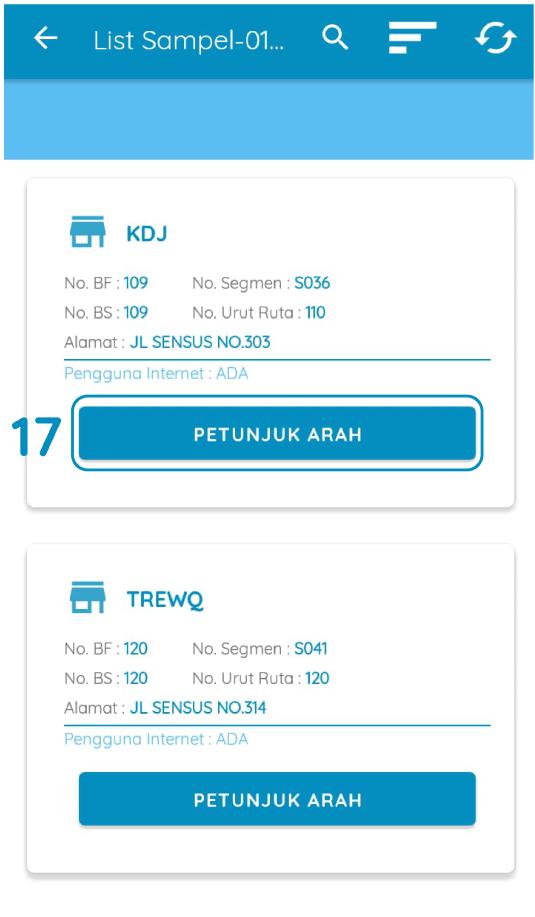 List Sampel-01...
KDJ
No. BF : 109 No. Segmen : S036
No. BS : 109 No. Urut Ruta : 110
Alamat : JL SENSUS NO.303
Pengguna Internet : ADA
17 PETUNJUK ARAH
TREWQ
No. BF : 120 No. Segmen : S041
No. BS : 120 No. Urut Ruta : 120
Alamat : JL SENSUS NO.314
Pengguna Internet : ADA
PETUNJUK ARAH